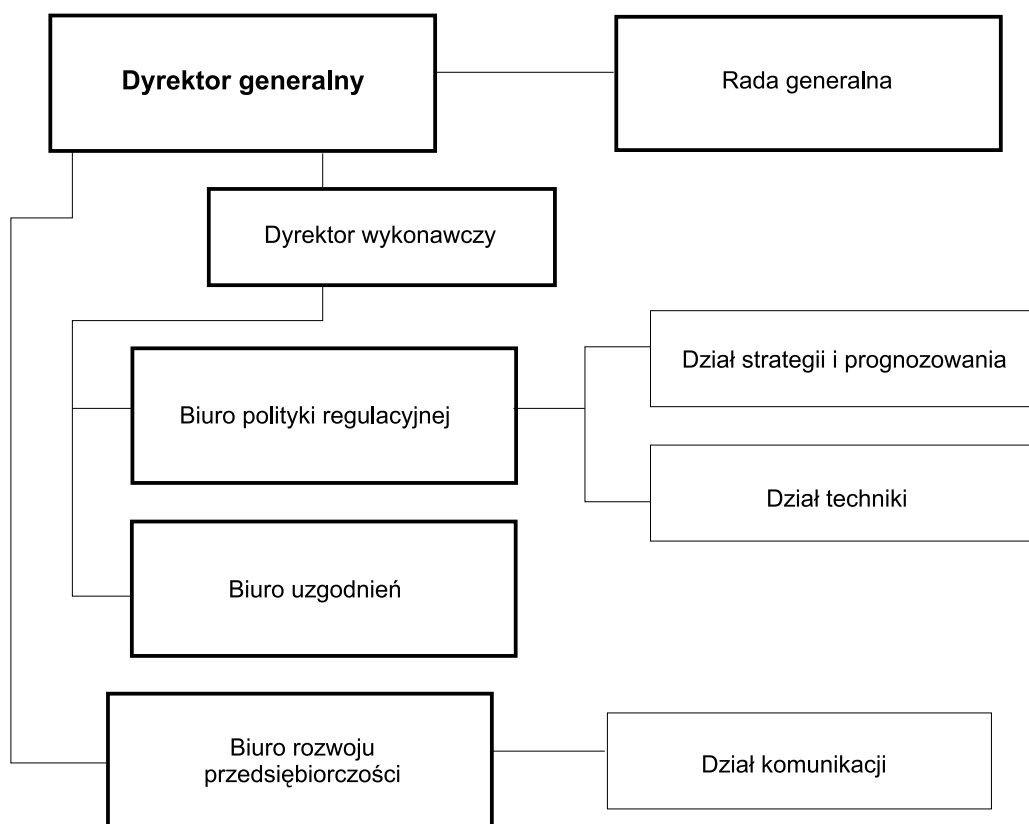 Dyrektor generalny
Rada generalna
Dyrektor wykonawczy
Dział strategii i prognozowania
Biuro polityki regulacyjnej
Dział techniki
Biuro uzgodnień
Biuro rozwoju
przedsiębiorczości
Dział komunikacji